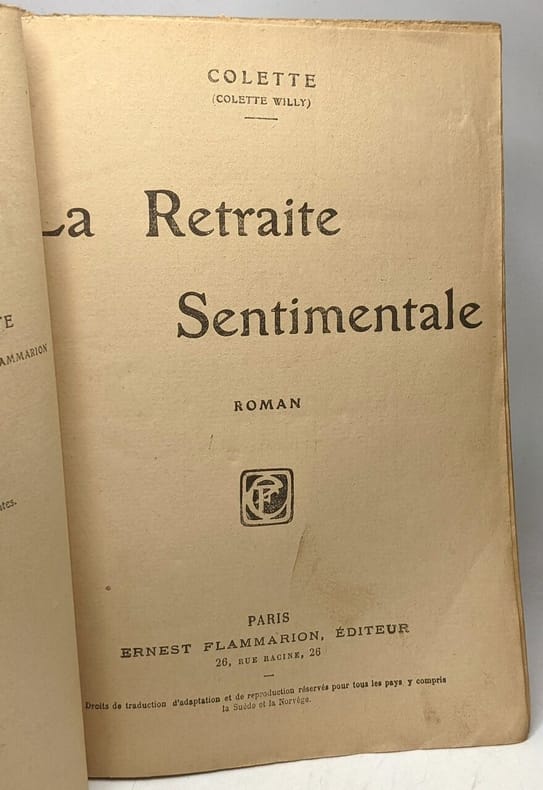 COLETTE
(COLETTE WILLY)
La Retraite
Sentimentale
ROMAN
PARIS
ERNEST FLAMMARION, ÉDITEUR
26, RUE RACINE, 26
Droits de traduction d'adaptation et de reproduction réservés pour tous les pays y compris
la Suède et la Norvège.